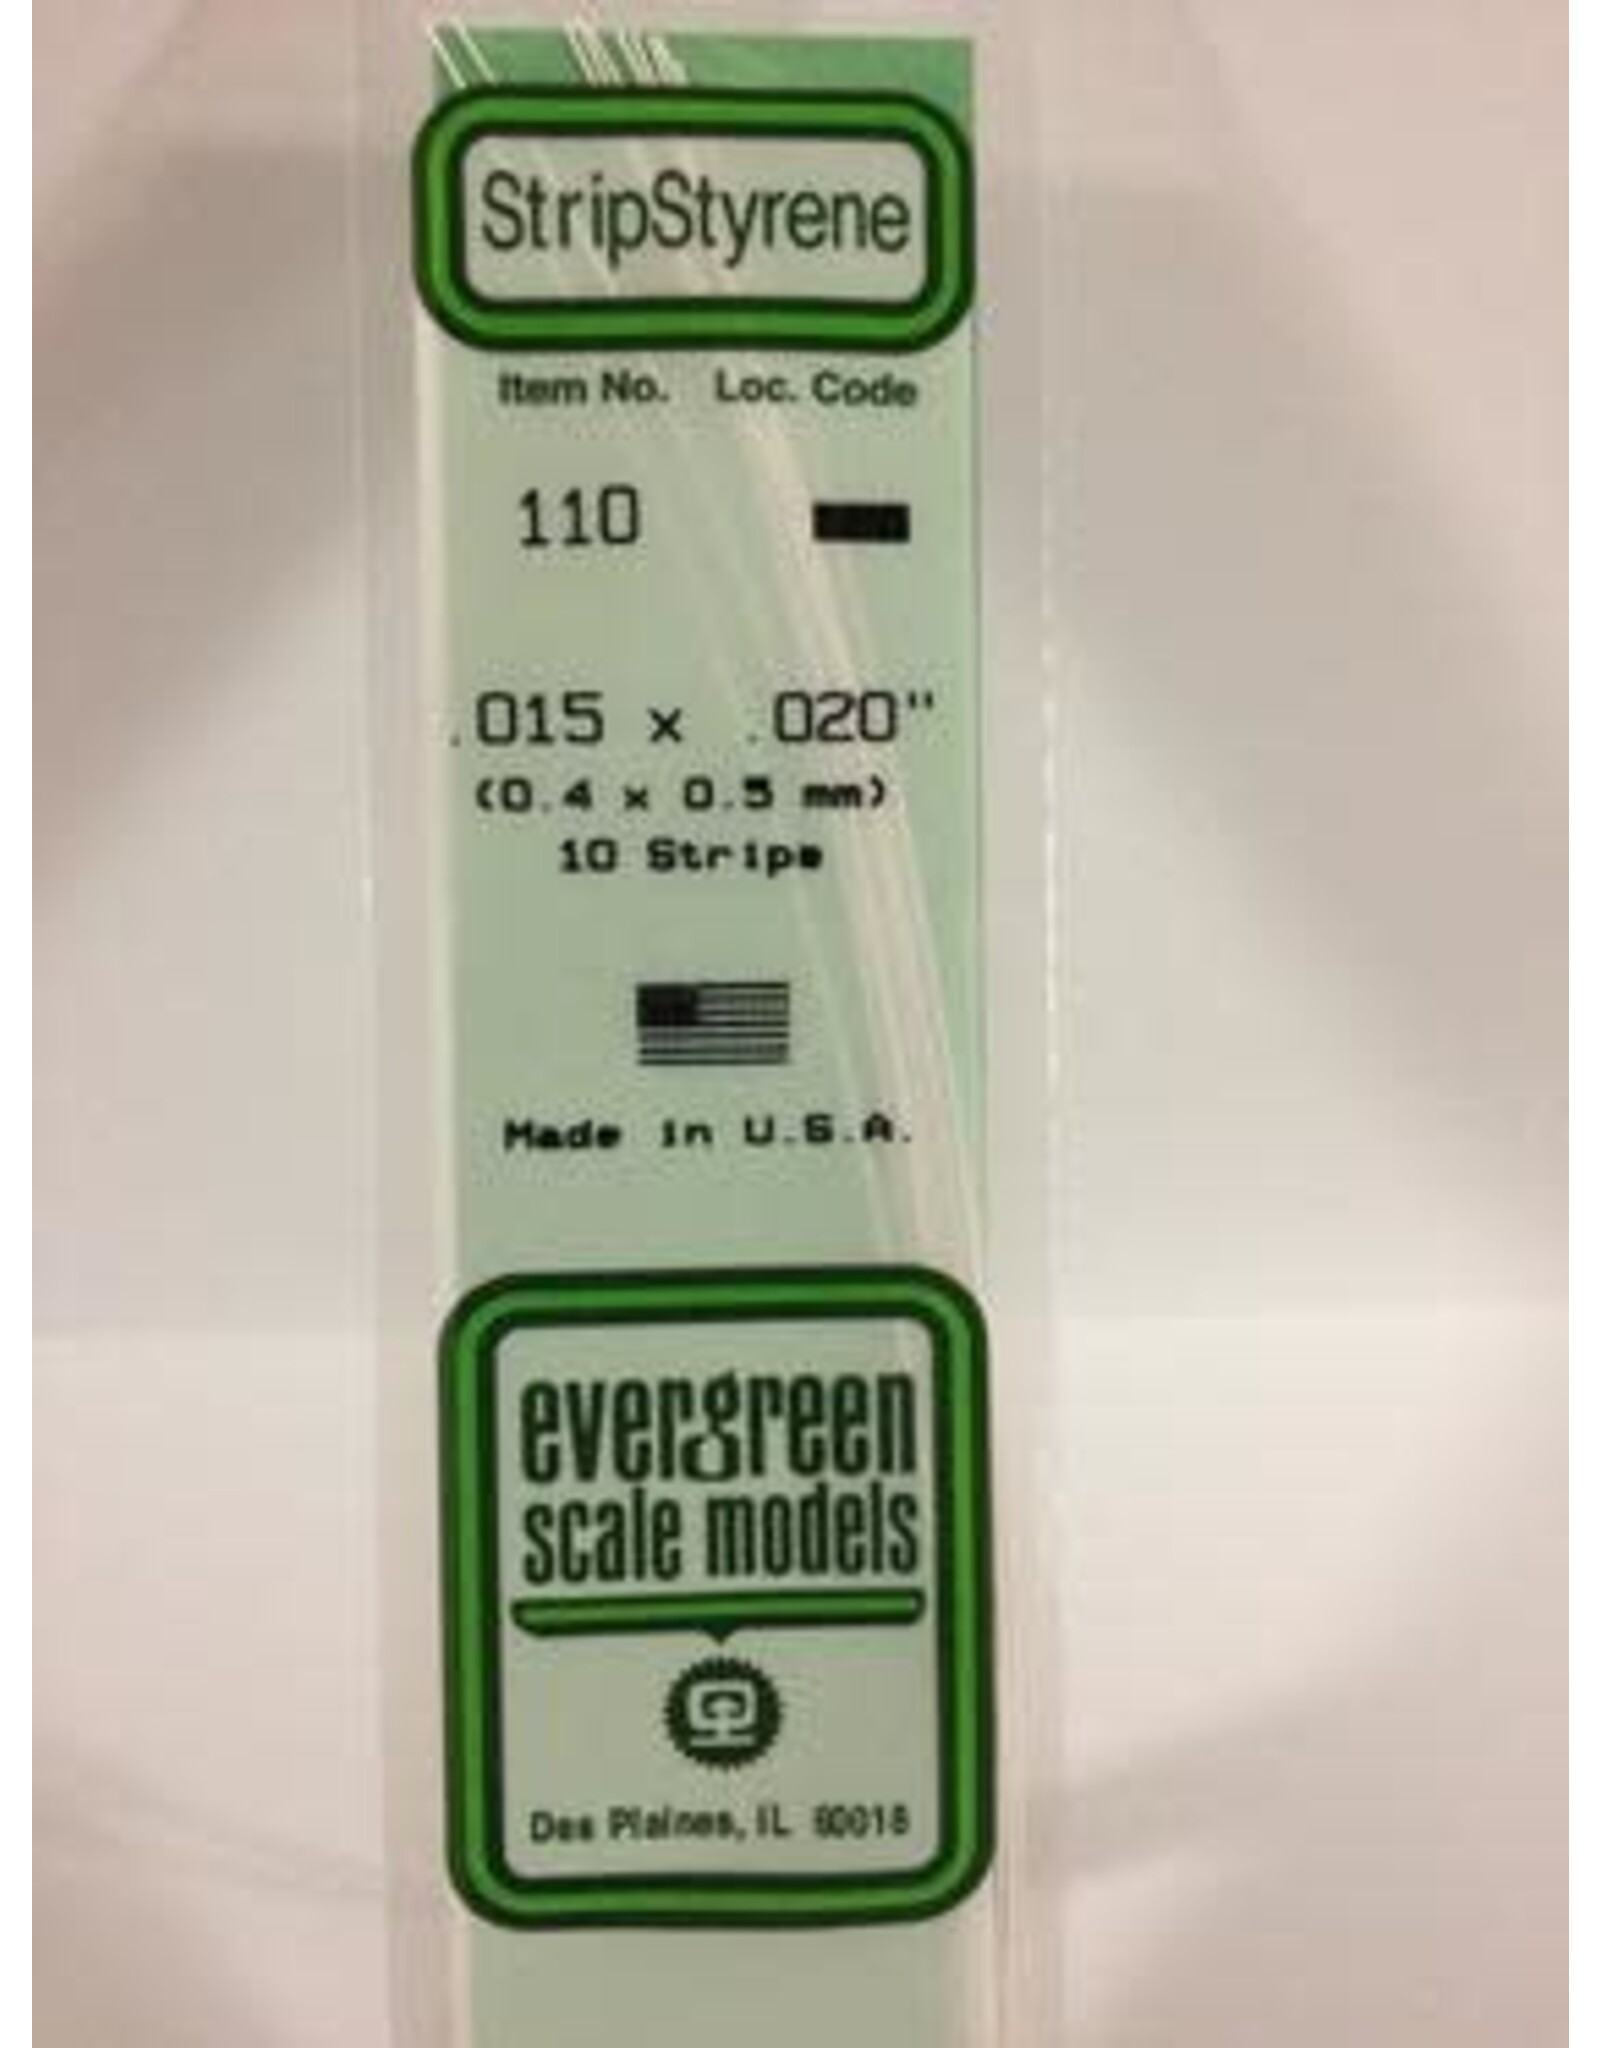 StripStyrene
Item No. Loc. Code
110
.015 x .020"
(0.4 x 0.5 mm)
10 Strips
Made in U.S.A.
evergreen
scale models
Des Plaines, IL 60018